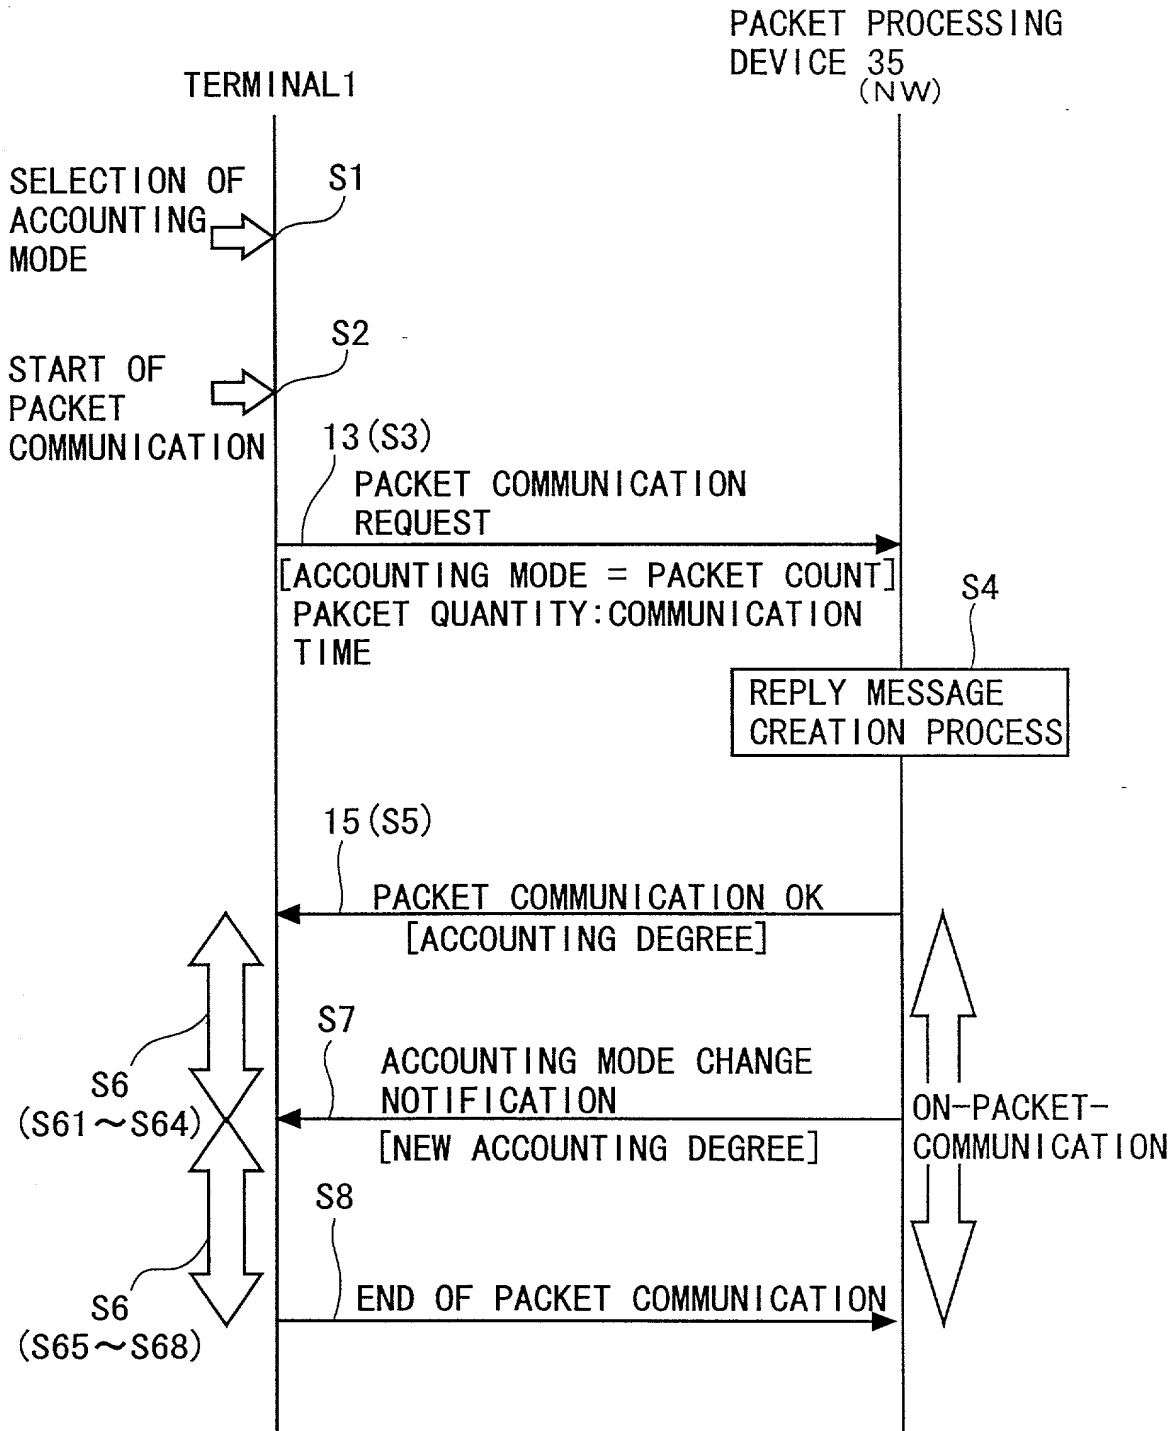 PACKET PROCESSING
DEVICE 35
(NW)
TERMINAL1
SELECTION OF
ACCOUNTING
MODE
S1
START OF
PACKET
COMMUNICATION
S2
13(S3)
PACKET COMMUNICATION
REQUEST
[ACCOUNTING MODE = PACKET COUNT]
PAKCET QUANTITY:COMMUNICATION
TIME
S4
REPLY MESSAGE
CREATION PROCESS
15(S5)
PACKET COMMUNICATION OK
[ACCOUNTING DEGREE]
S7
ACCOUNTING MODE CHANGE
NOTIFICATION
[NEW ACCOUNTING DEGREE]
S6
(S61～S64)
ON-PACKET-
COMMUNICATION
S8
END OF PACKET COMMUNICATION
S6
(S65～S68)